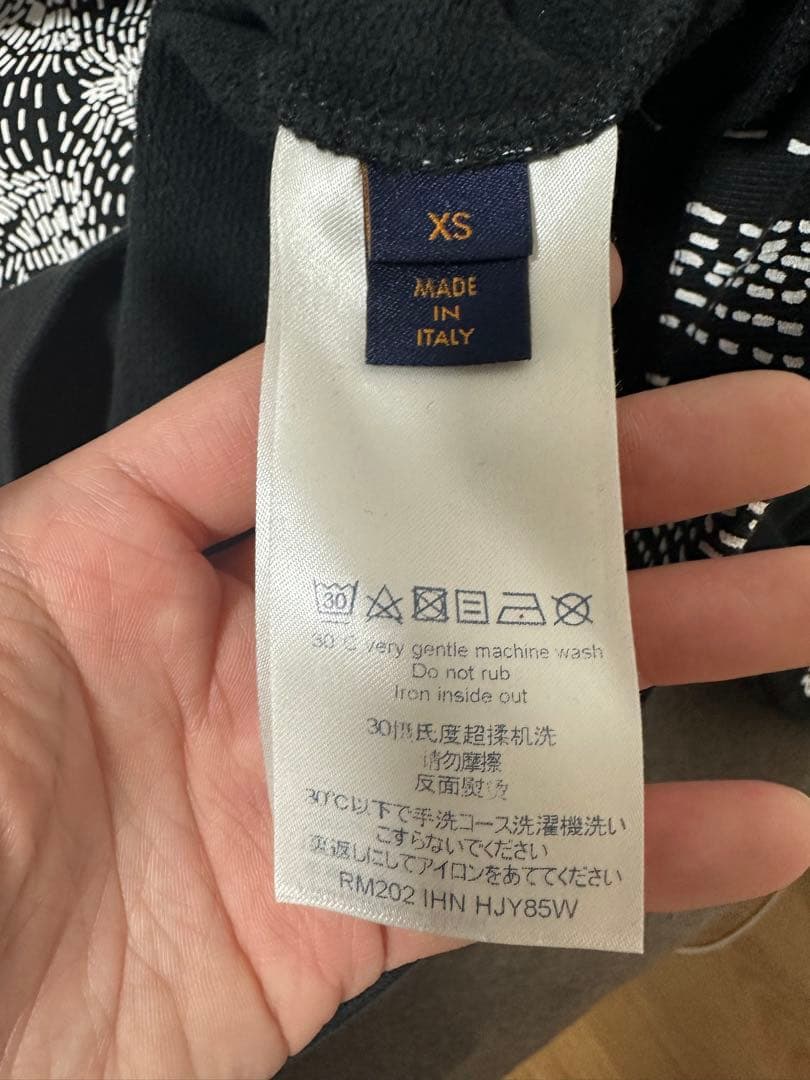 XS
MADE
IN
ITALY
30
30°C very gentle machine wash
Do not rub
Iron inside out
30摄氏度超揉机洗
请勿摩擦
反面熨烫
30°C以下で手洗コース洗濯機洗い
こすらないでください
裏返しにしてアイロンをあててください
RM202 IHN HJY85W